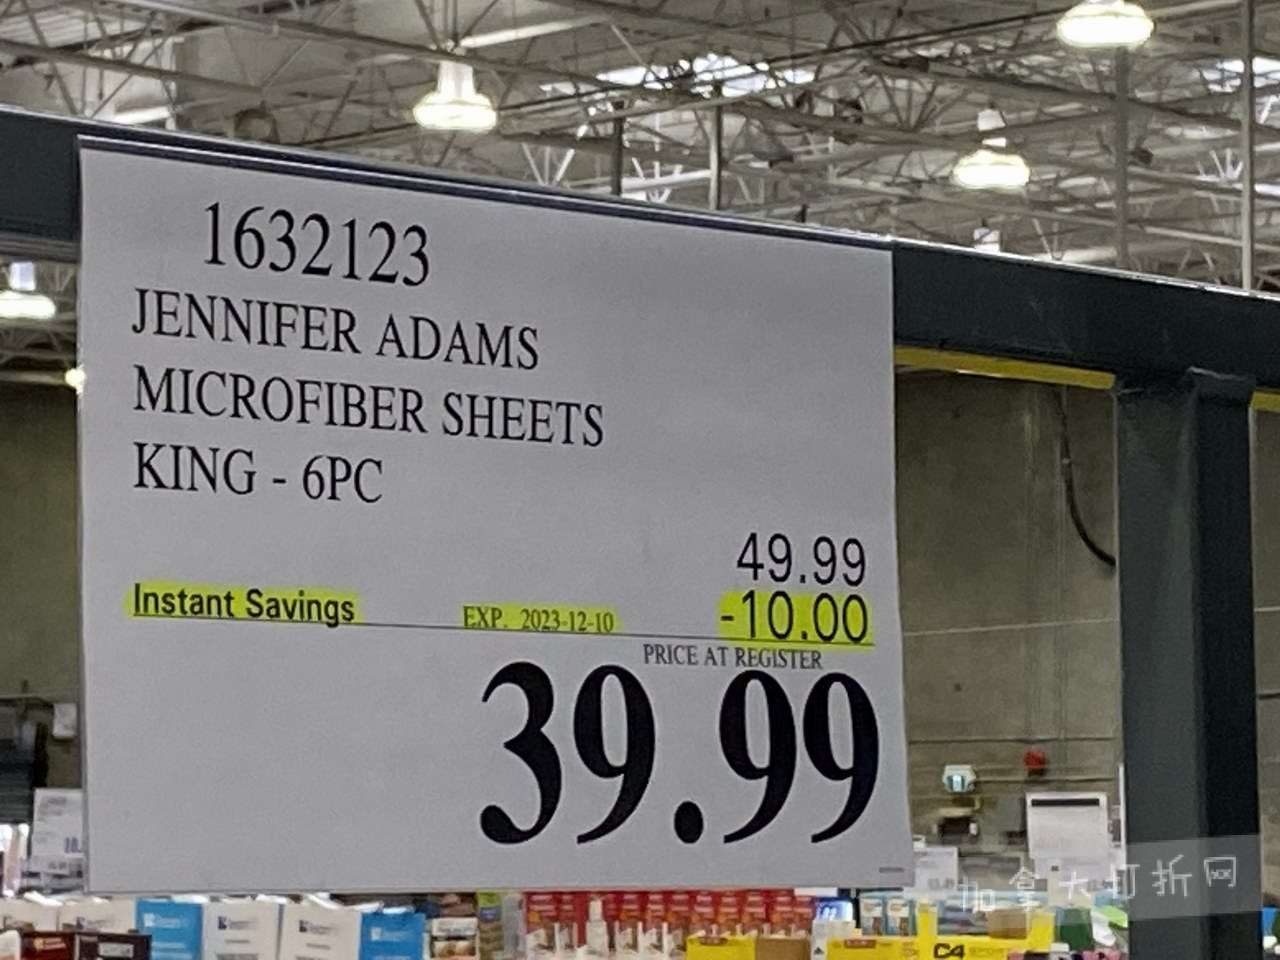 1632123
JENNIFER ADAMS
MICROFIBER SHEETS
KING - 6PC
49.99
Instant Savings EXP. 2023-12-10 -10.00
PRICE AT REGISTER
39.99
加拿大打折网
C4